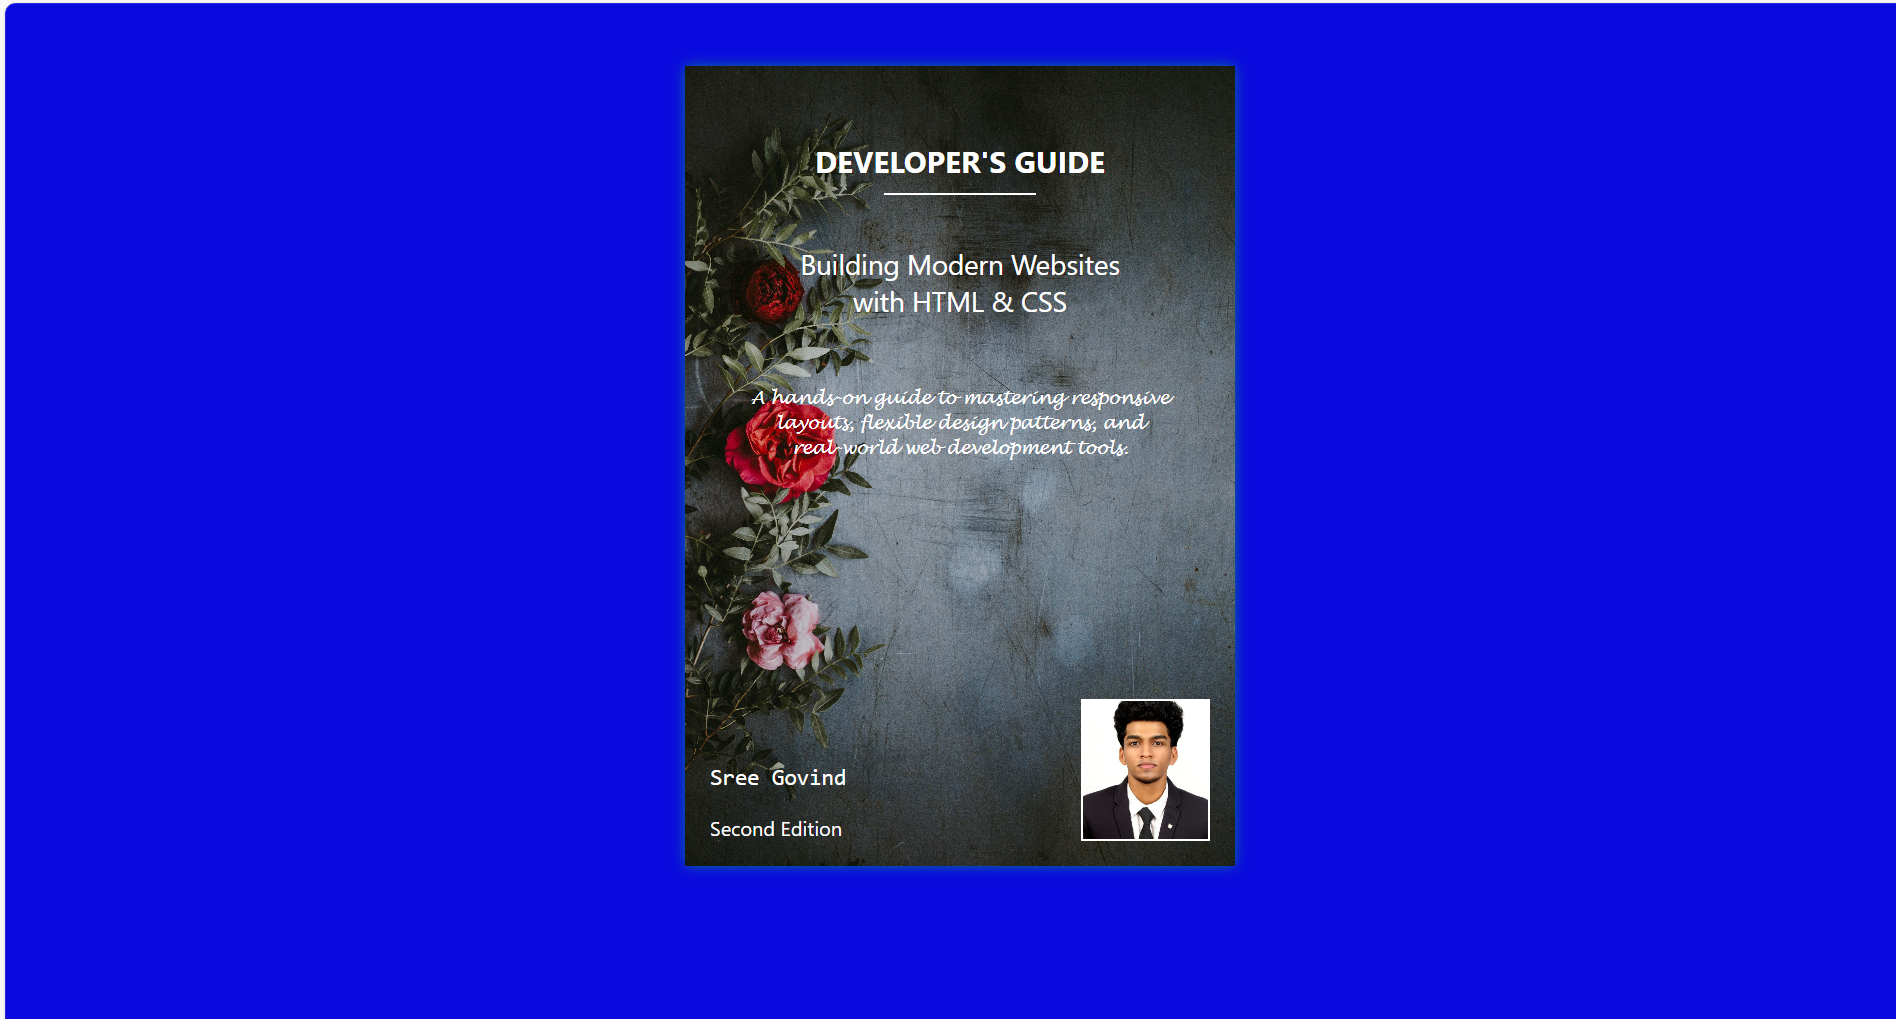 DEVELOPER'S GUIDE
Building Modern Websites
with HTML & CSS
A hands-on guide to mastering responsive
layouts, flexible design patterns, and
real-world web development tools.
Sree Govind
Second Edition